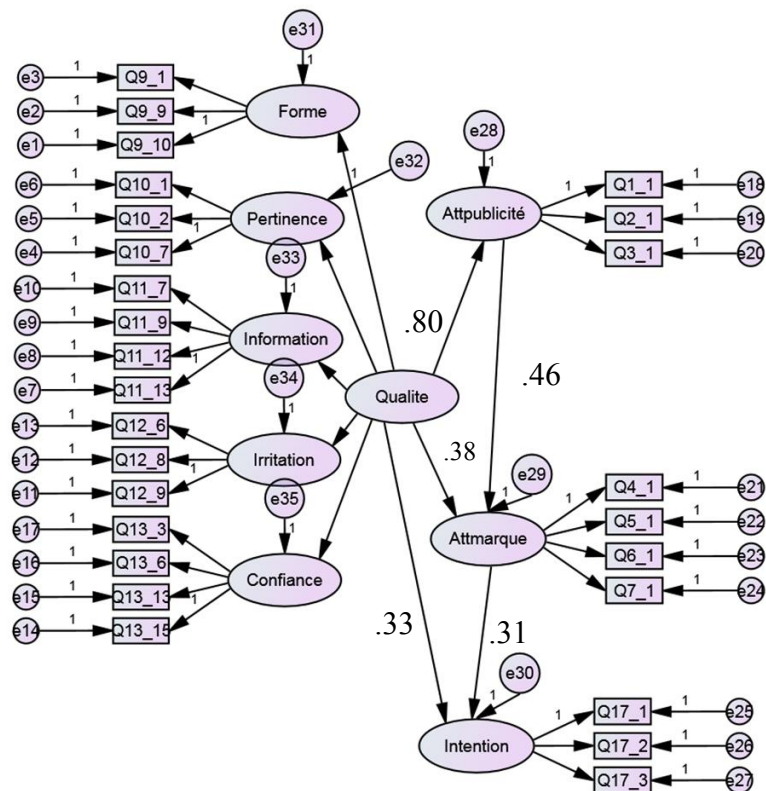 e31
1
e3 1 Q9_1
e2 1 Q9_9 Forme
e1 1 Q9_10 1
e28
e32
1
1
e6 1 Q10_1
1 Q1_1 1 e18
e5 1 Q10_2 Pertinence
Attpublicité Q2_1 1 e19
e4 1 Q10_7 1
Q3_1 1 e20
e33
e10 1 Q11_7 1
e9 1 Q11_9
.80
e8 1 Q11_12 1 Information
e7 1 Q11_13
e34
.46
Qualite
e13 1 Q12_6 1
e12 1 Q12_8 Irritation
.38
e11 1 Q12_9 1
e29
1 Q4_1 1 e21
e35
1
e17 1 Q13_3 1
Q5_1 1 e22
Attmarque
e16 1 Q13_6
Q6_1 1 e23
Confiance
e15 1 Q13_13 1
Q7_1 1 e24
e14 1 Q13_15
.33 .31
e30
1
1 Q17_1 1 e25
Intention Q17_2 1 e26
Q17_3 1 e27